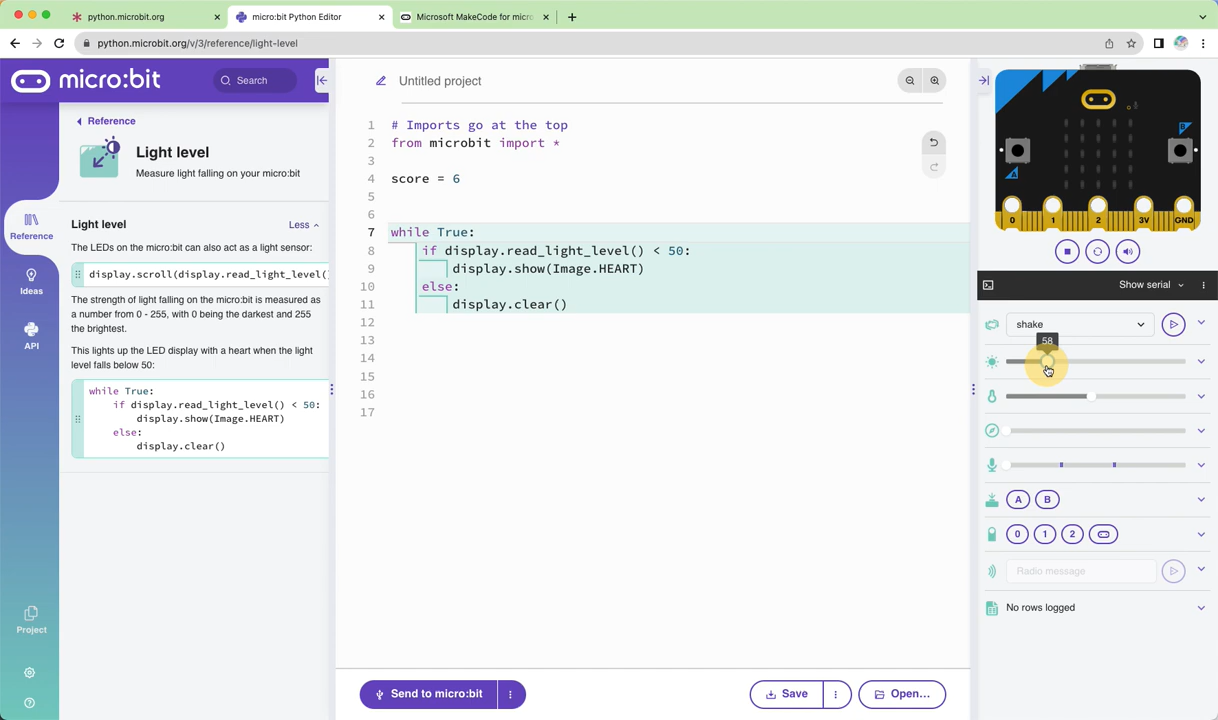 python.microbit.org
micro:bit Python Editor
Microsoft MakeCode for micro
python.microbit.org/v/3/reference/light-level
micro:bit
Search
Untitled project
Reference
Light level
Measure light falling on your micro:bit
Light level
Less
The LEDs on the micro:bit can also act as a light sensor:
display.scroll(display.read_light_level(
The strength of light falling on the micro:bit is measured as
a number from 0 - 255, with 0 being the darkest and 255
the brightest.
This lights up the LED display with a heart when the light
level falls below 50:
while True:
if display.read_light_level() < 50:
display.show(Image.HEART)
else:
display.clear()
Reference
Ideas
API
Project
1 # Imports go at the top
2 from microbit import *
3
4 score = 6
5
6
7 while True:
8 if display.read_light_level() < 50:
9 display.show(Image.HEART)
10 else:
11 display.clear()
12
13
14
15
16
17
Send to micro:bit
Save
Open...
A
B
0 1 2 3V GND
Show serial
shake
58
A B
0 1 2
Radio message
No rows logged